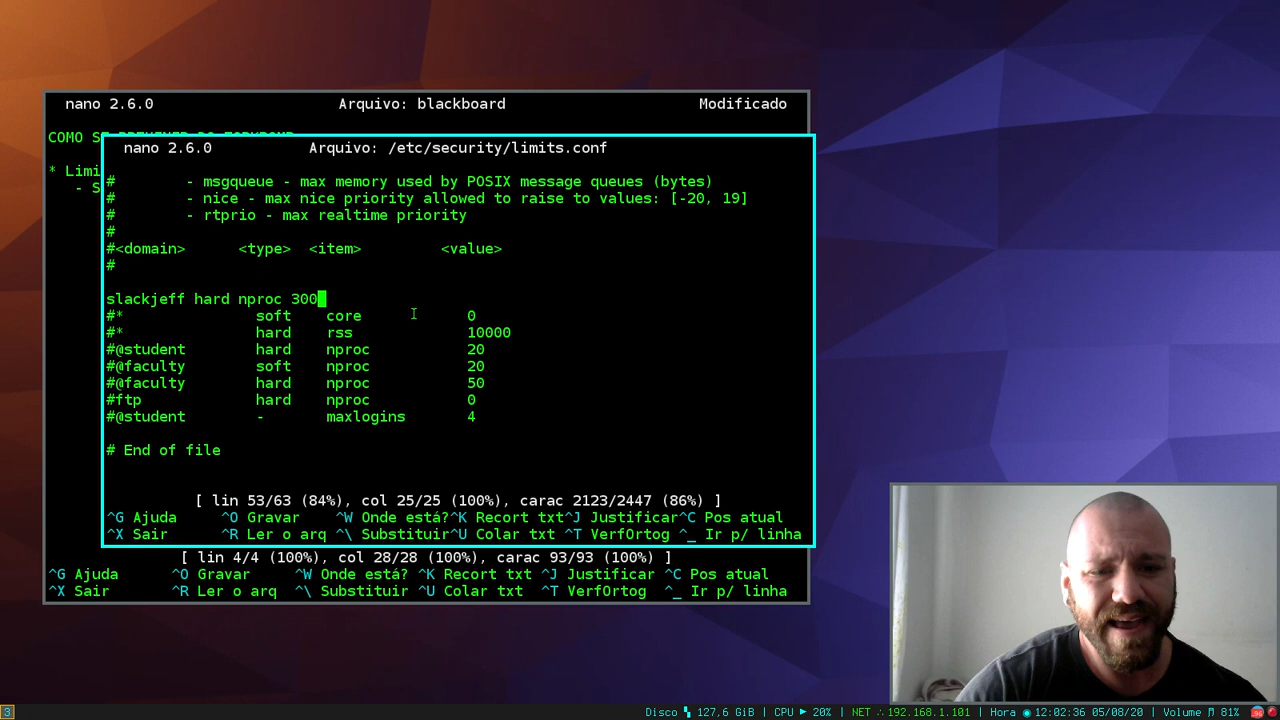 nano 2.6.0 Arquivo: blackboard Modificado
COMO S
* Limi
- S
nano 2.6.0 Arquivo: /etc/security/limits.conf
# - msgqueue - max memory used by POSIX message queues (bytes)
# - nice - max nice priority allowed to raise to values: [-20, 19]
# - rtprio - max realtime priority
#
#<domain> <type> <item> <value>
#
slackjeff hard nproc 300
#* soft core 0
#* hard rss 10000
#@student hard nproc 20
#@faculty soft nproc 20
#@faculty hard nproc 50
#ftp hard nproc 0
#@student - maxlogins 4
# End of file
[ lin 53/63 (84%), col 25/25 (100%), carac 2123/2447 (86%) ]
^G Ajuda ^O Gravar ^W Onde está?^K Recort txt^J Justificar^C Pos atual
^X Sair ^R Ler o arq ^\ Substituir^U Colar txt ^T VerfOrtog ^_ Ir p/ linha
[ lin 4/4 (100%), col 28/28 (100%), carac 93/93 (100%) ]
^G Ajuda ^O Gravar ^W Onde está? ^K Recort txt ^J Justificar ^C Pos atual
^X Sair ^R Ler o arq ^\ Substituir ^U Colar txt ^T VerfOrtog ^_ Ir p/ linha
3 Disco 127,6 GiB | CPU ► 20% | NET 192.168.1.101 | Hora ◉ 12:02:36 05/08/20 | Volume 81%